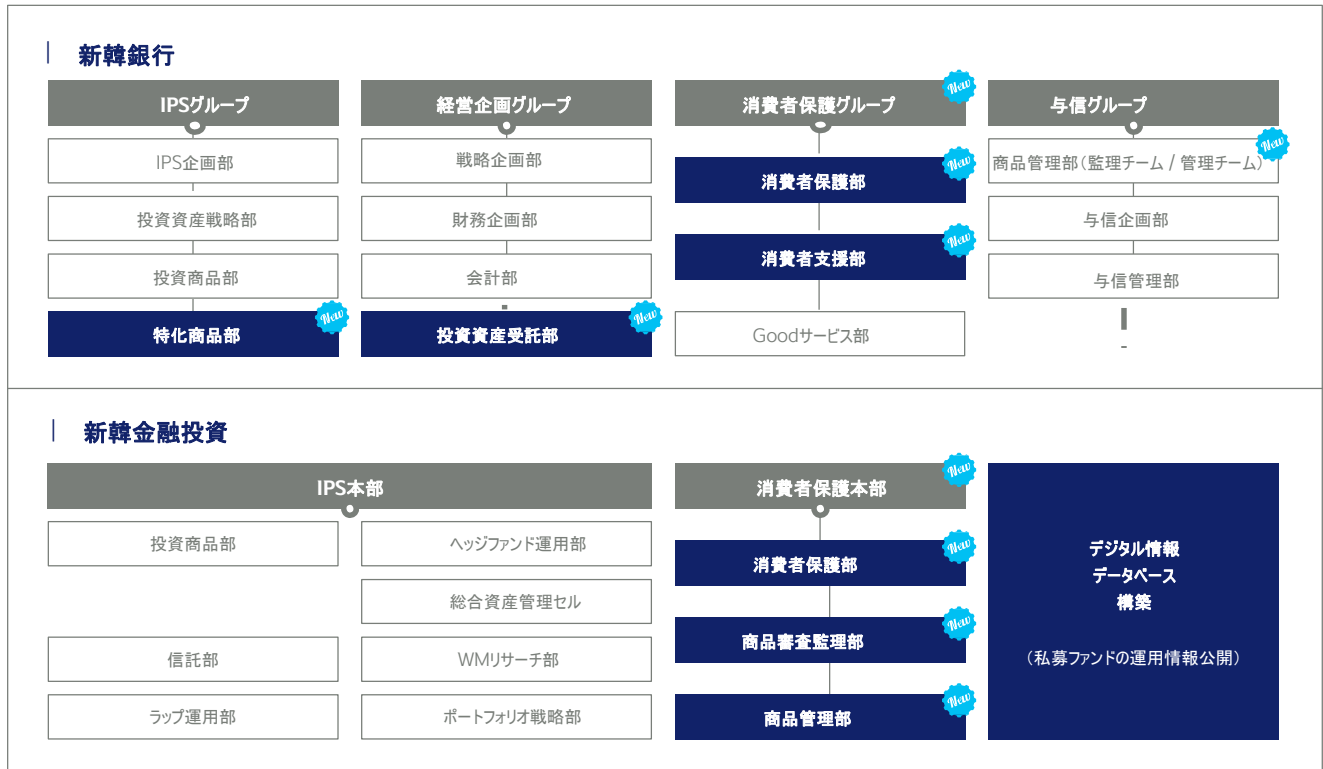 新韓銀行
IPSグループ
New
IPS企画部
投資資産戦略部
投資商品部
特化商品部
New
経営企画グループ
戦略企画部
財務企画部
会計部
投資資産受託部
New
消費者保護グループ
New
消費者保護部
New
消費者支援部
Goodサービス部
与信グループ
New
商品管理部(監理チーム / 管理チーム)
与信企画部
与信管理部
新韓金融投資
IPS本部
投資商品部
ヘッジファンド運用部
総合資産管理セル
信託部
WMリサーチ部
ラップ運用部
ポートフォリオ戦略部
New
消費者保護本部
New
消費者保護部
New
商品審査監理部
New
商品管理部
デジタル情報
データベース
構築
(私募ファンドの運用情報公開)